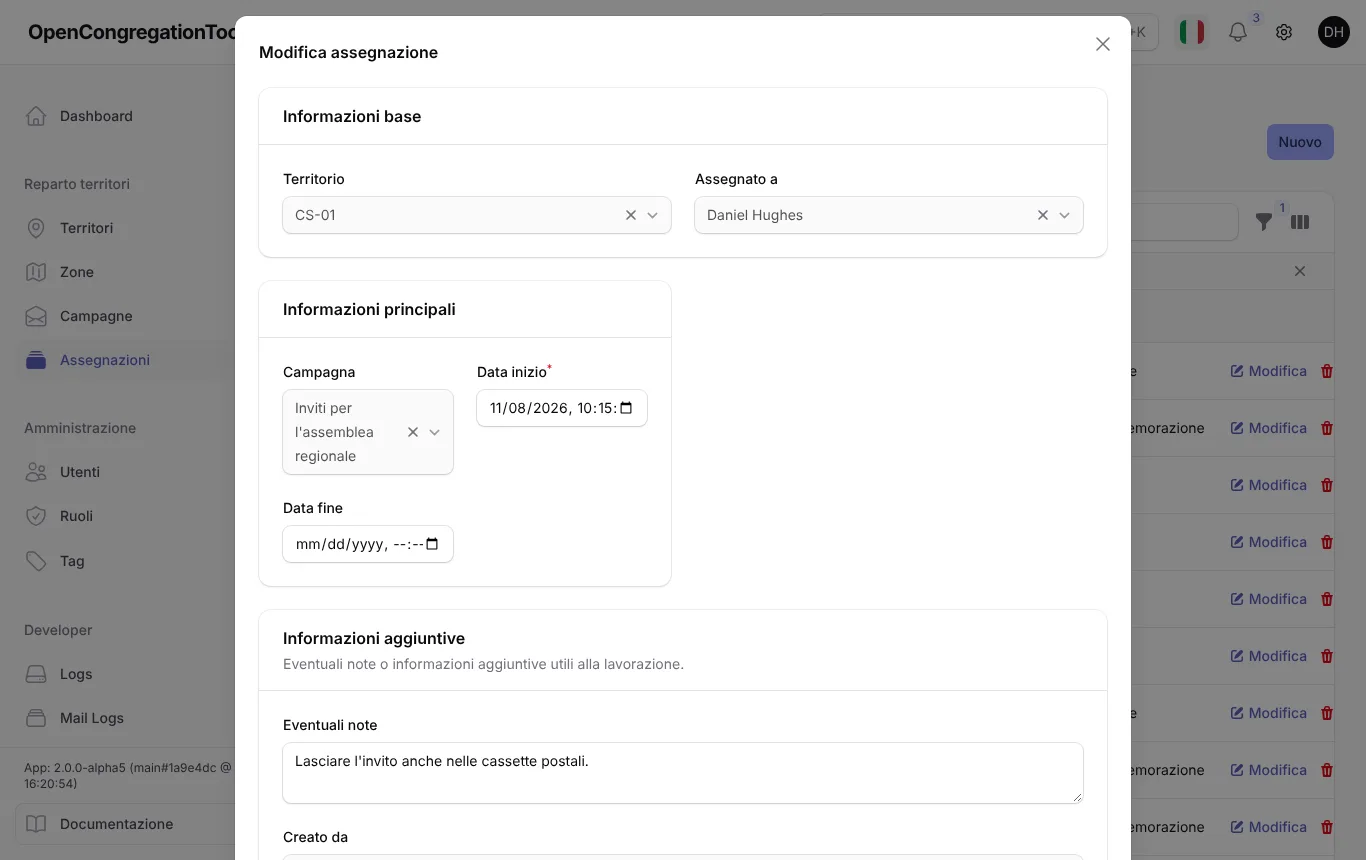 OpenCongregationToo
K
3
DH
Modifica assegnazione
Dashboard
Reparto territori
Territori
Zone
Campagne
Assegnazioni
Amministrazione
Utenti
Ruoli
Tag
Developer
Logs
Mail Logs
App: 2.0.0-alpha5 (main#1a9e4dc @
16:20:54)
Documentazione
Informazioni base
Territorio
Assegnato a
CS-01
Daniel Hughes
Informazioni principali
Campagna
Data inizio*
Inviti per
l'assemblea
regionale
11/08/2026, 10:15:
Data fine
mm/dd/yyyy, --:--
Informazioni aggiuntive
Eventuali note o informazioni aggiuntive utili alla lavorazione.
Eventuali note
Lasciare l'invito anche nelle cassette postali.
Creato da
Nuovo
1
e Modifica
emorazione Modifica
Modifica
Modifica
Modifica
Modifica
e Modifica
emorazione Modifica
emorazione Modifica